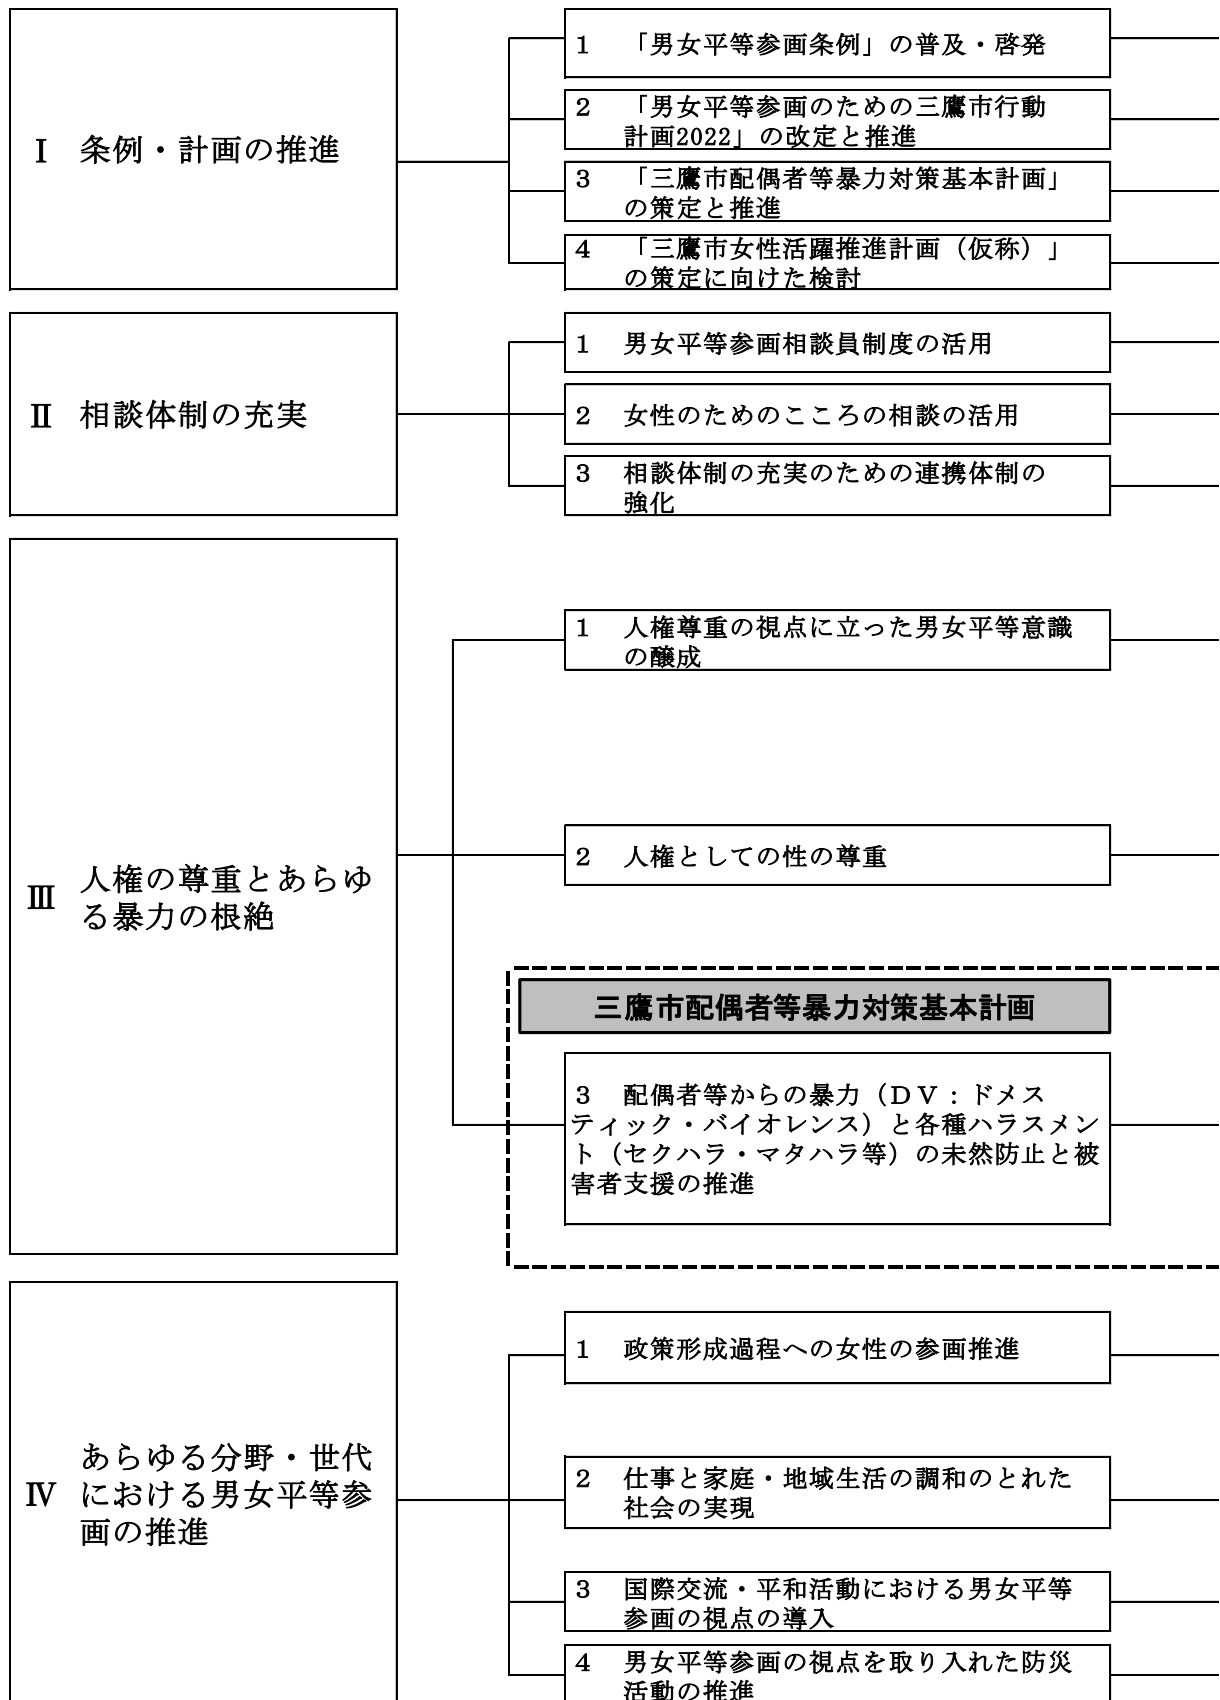 Ⅰ 条例・計画の推進
1 「男女平等参画条例」の普及・啓発
2 「男女平等参画のための三鷹市行動
計画2022」の改定と推進
3 「三鷹市配偶者等暴力対策基本計画」
の策定と推進
4 「三鷹市女性活躍推進計画（仮称）」
の策定に向けた検討
Ⅱ 相談体制の充実
1 男女平等参画相談員制度の活用
2 女性のためのこころの相談の活用
3 相談体制の充実のための連携体制の
強化
Ⅲ 人権の尊重とあらゆ
る暴力の根絶
1 人権尊重の視点に立った男女平等意識
の醸成
2 人権としての性の尊重
三鷹市配偶者等暴力対策基本計画
3 配偶者等からの暴力（ＤＶ：ドメス
ティック・バイオレンス）と各種ハラスメン
ト（セクハラ・マタハラ等）の未然防止と被
害者支援の推進
Ⅳ あらゆる分野・世代
における男女平等参
画の推進
1 政策形成過程への女性の参画推進
2 仕事と家庭・地域生活の調和のとれた
社会の実現
3 国際交流・平和活動における男女平等
参画の視点の導入
4 男女平等参画の視点を取り入れた防災
活動の推進